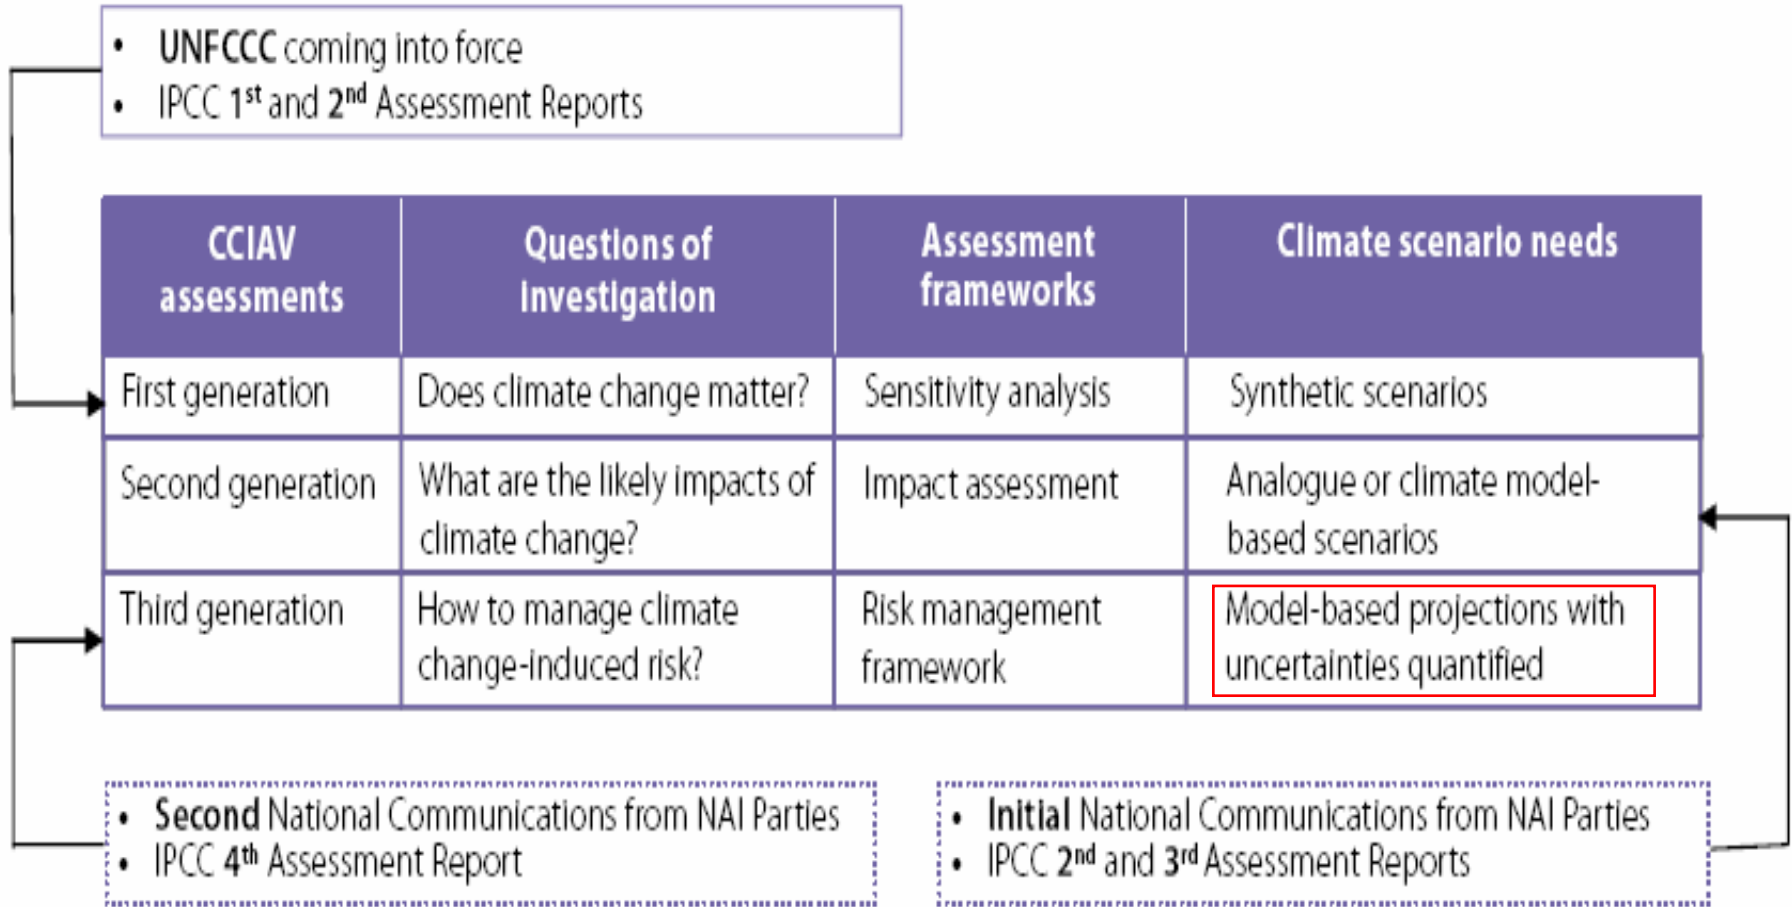 • UNFCCC coming into force
• IPCC 1st and 2nd Assessment Reports
CCIAV
assessments
Questions of
investigation
Assessment
frameworks
Climate scenario needs
First generation
Does climate change matter?
Sensitivity analysis
Synthetic scenarios
Second generation
What are the likely impacts of
climate change?
Impact assessment
Analogue or climate model-
based scenarios
Third generation
How to manage climate
change-induced risk?
Risk management
framework
Model-based projections with
uncertainties quantified
• Second National Communications from NAI Parties
• IPCC 4th Assessment Report
• Initial National Communications from NAI Parties
• IPCC 2nd and 3rd Assessment Reports